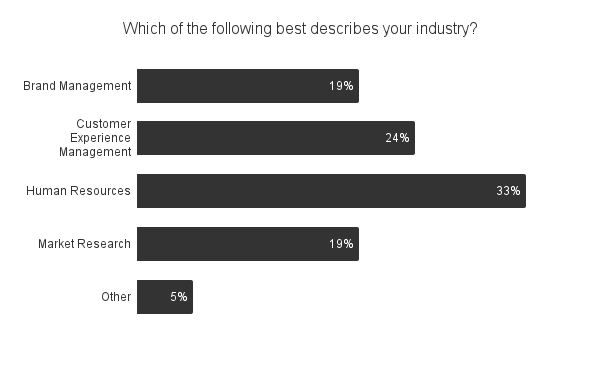 Which of the following best describes your industry?
Brand Management
19%
Customer
Experience
Management
24%
Human Resources
33%
Market Research
19%
Other
5%